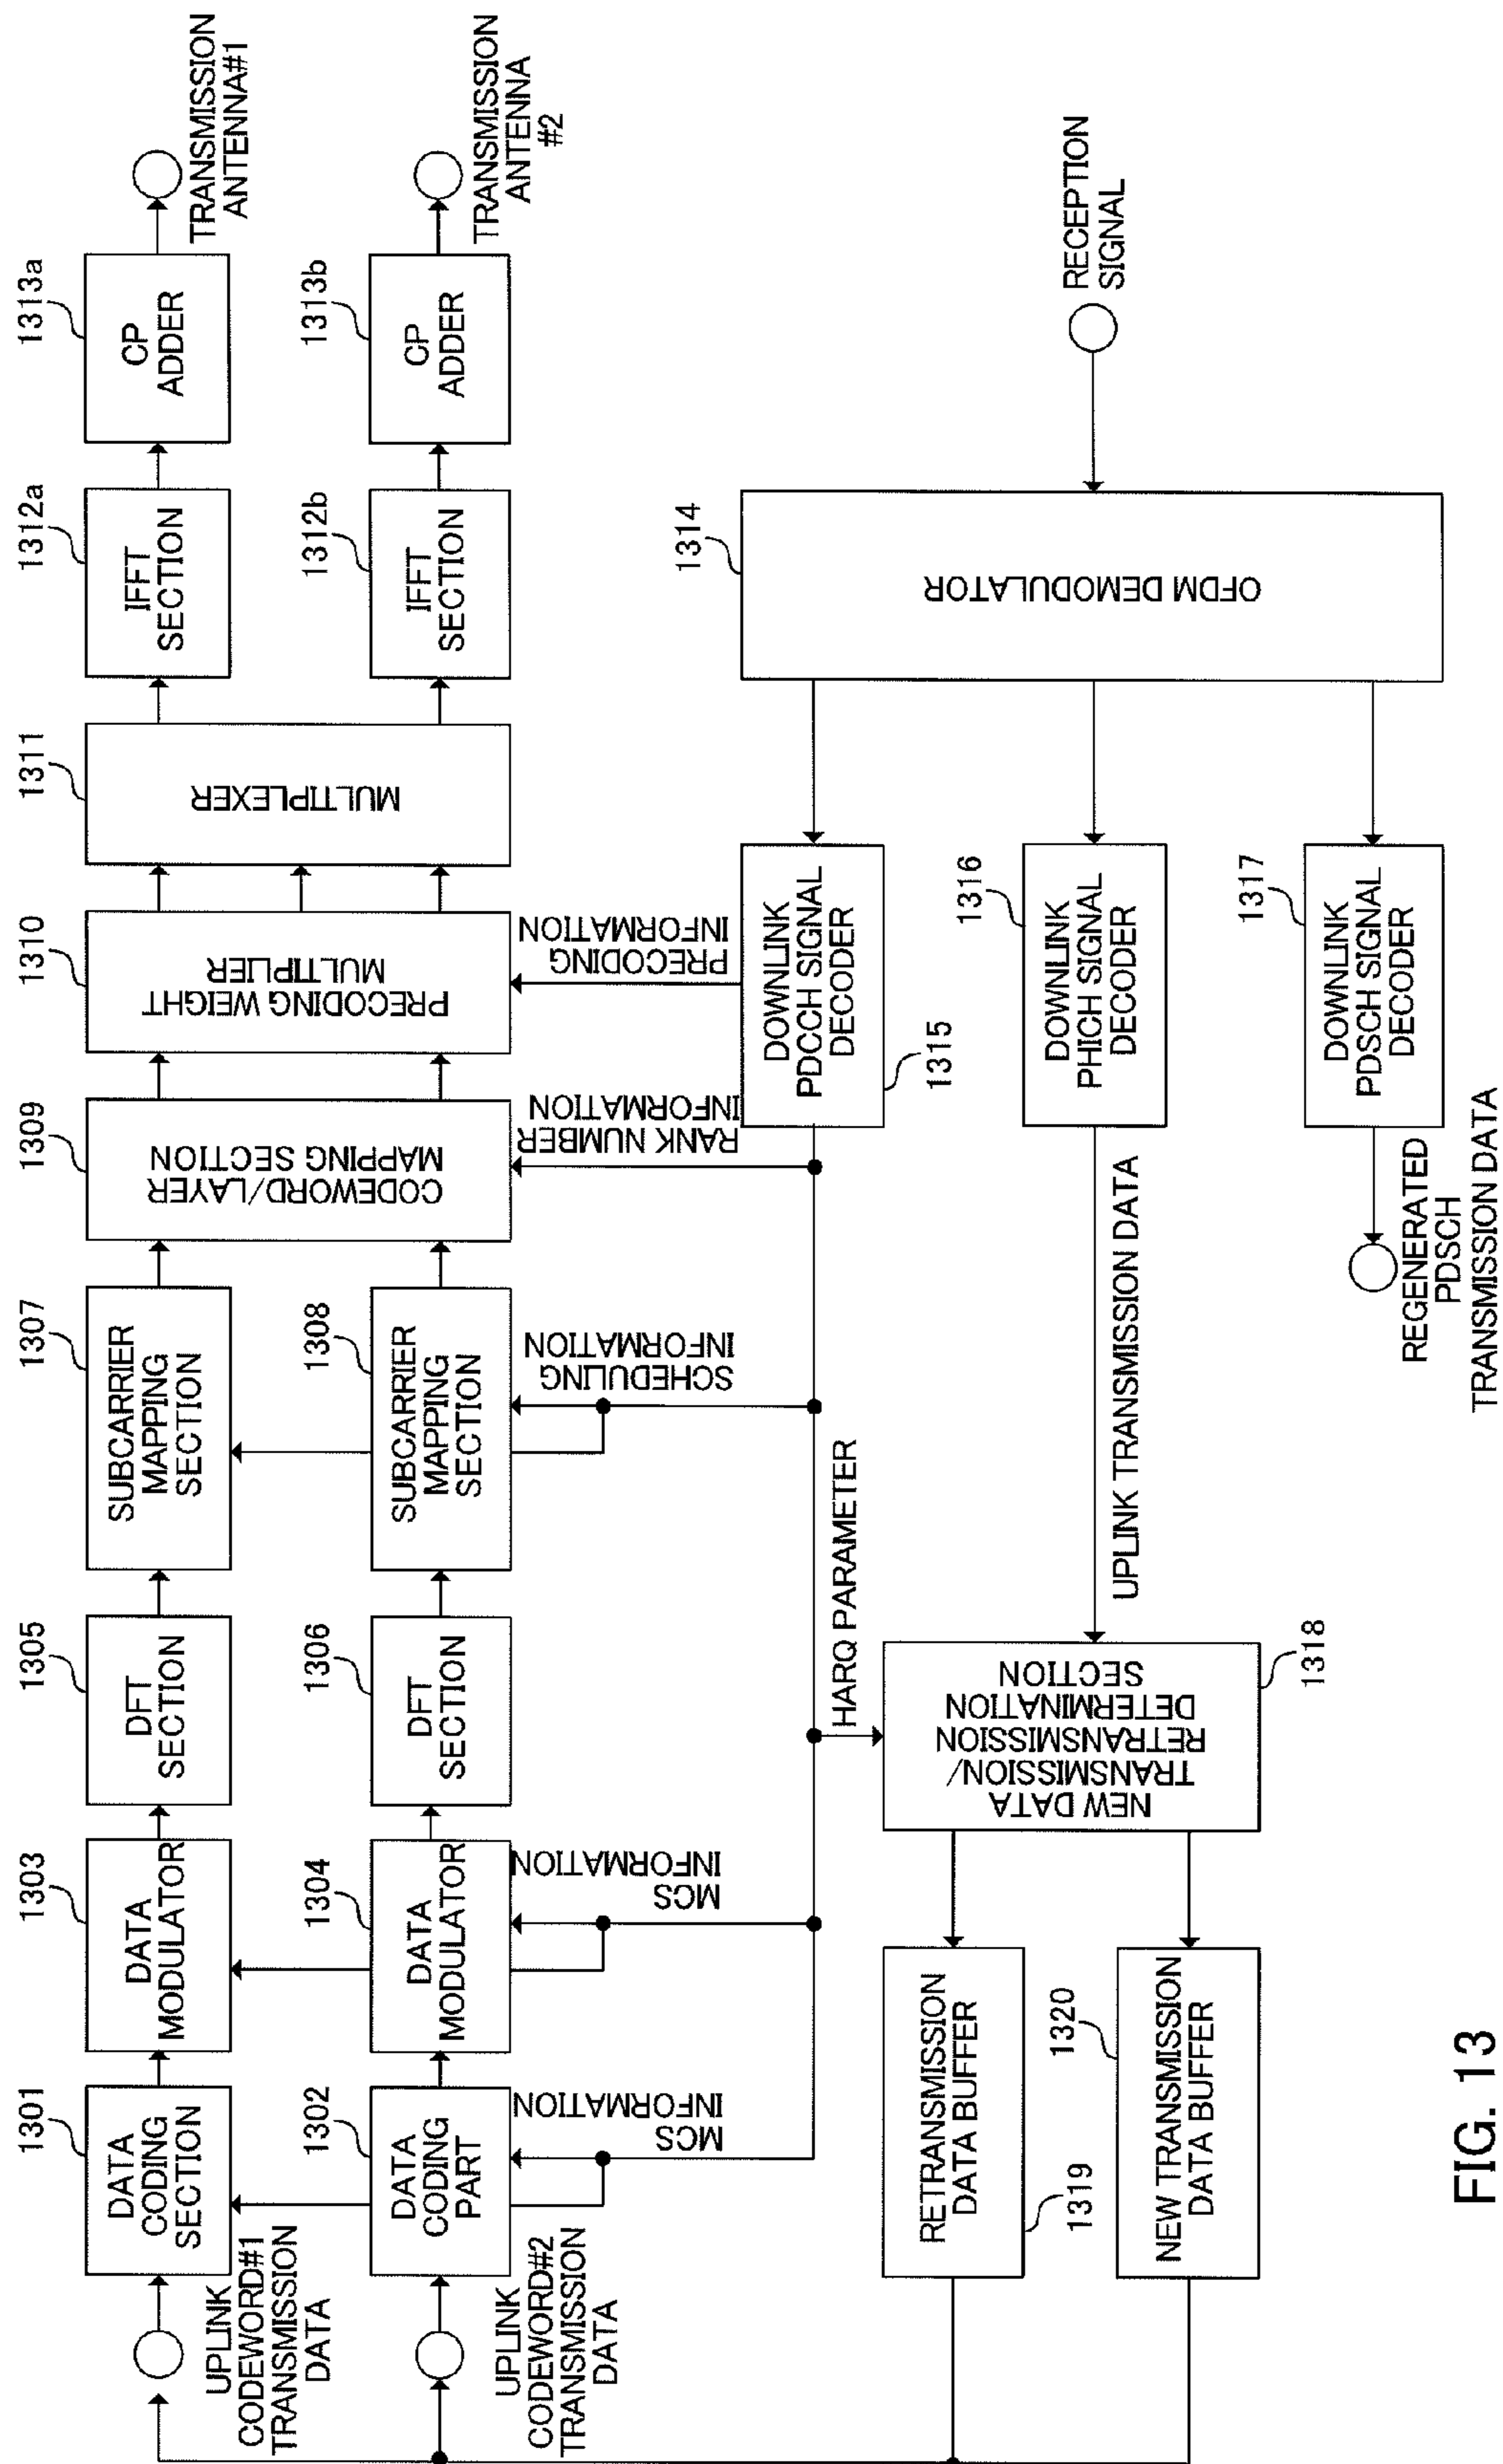 1301
DATA
CODING
SECTION
1303
DATA
MODULATOR
1305
DFT
SECTION
1307
SUBCARRIER
MAPPING
SECTION
1309
CODEWORD/LAYER
MAPPING SECTION
1310
PRECODING WEIGHT
MULTIPLIER
1311
MULTIPLEXER
1312a
IFFT
SECTION
1313a
CP
ADDER
TRANSMISSION
ANTENNA#1
UPLINK
CODEWORD#1
TRANSMISSION
DATA
1302
DATA
CODING
PART
1304
DATA
MODULATOR
1306
DFT
SECTION
1308
SUBCARRIER
MAPPING
SECTION
1312b
IFFT
SECTION
1313b
CP
ADDER
TRANSMISSION
ANTENNA
#2
UPLINK
CODEWORD#2
TRANSMISSION
DATA
MCS
INFORMATION
MCS
INFORMATION
SCHEDULING
INFORMATION
RANK NUMBER
INFORMATION
PRECODING
INFORMATION
HARQ PARAMETER
DOWNLINK
PDCCH SIGNAL
DECODER
1315
1314
OFDM DEMODULATOR
RECEPTION
SIGNAL
1316
DOWNLINK
PHICH SIGNAL
DECODER
UPLINK TRANSMISSION DATA
1317
DOWNLINK
PDSCH SIGNAL
DECODER
REGENERATED
PDSCH
TRANSMISSION DATA
NEW DATA
TRANSMISSION/
RETRANSMISSION
DETERMINATION
SECTION
1318
RETRANSMISSION
DATA BUFFER
1319
1320
NEW TRANSMISSION
DATA BUFFER
FIG. 13